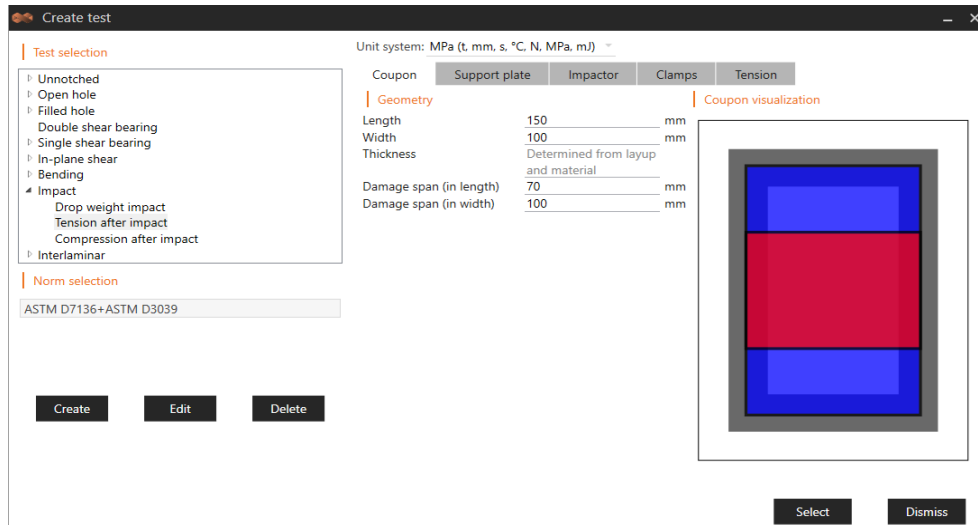 Create test
Test selection
Unnotched
Open hole
Filled hole
Double shear bearing
Single shear bearing
In-plane shear
Bending
Impact
Drop weight impact
Tension after impact
Compression after impact
Interlaminar
Norm selection
ASTM D7136+ASTM D3039
Create Edit Delete
Unit system: MPa (t, mm, s, °C, N, MPa, mJ)
Coupon Support plate Impactor Clamps Tension
Geometry
Length 150 mm
Width 100 mm
Thickness Determined from layup
and material
Damage span (in length) 70 mm
Damage span (in width) 100 mm
Coupon visualization
Select Dismiss